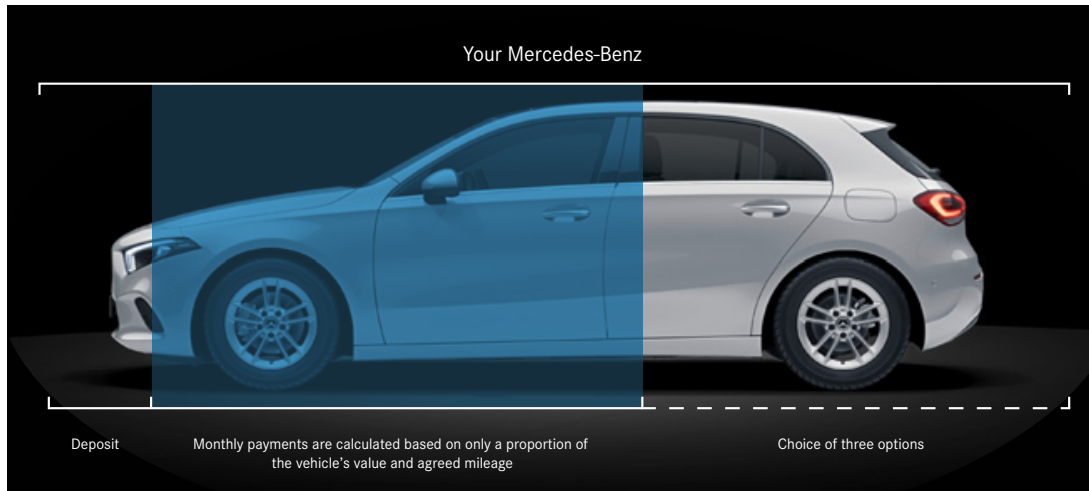 Your Mercedes-Benz
Deposit
Monthly payments are calculated based on only a proportion of
the vehicle's value and agreed mileage
Choice of three options